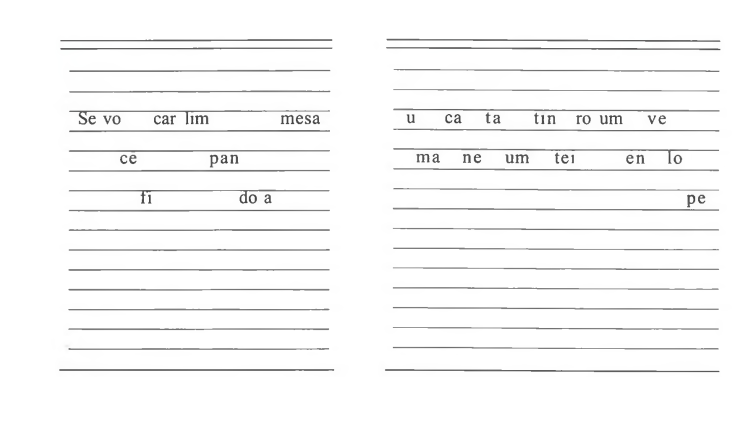 Se vo car lim mesa
cê pan
fi do a
u ca ta tin ro um ve
ma ne um tei en lo
pe